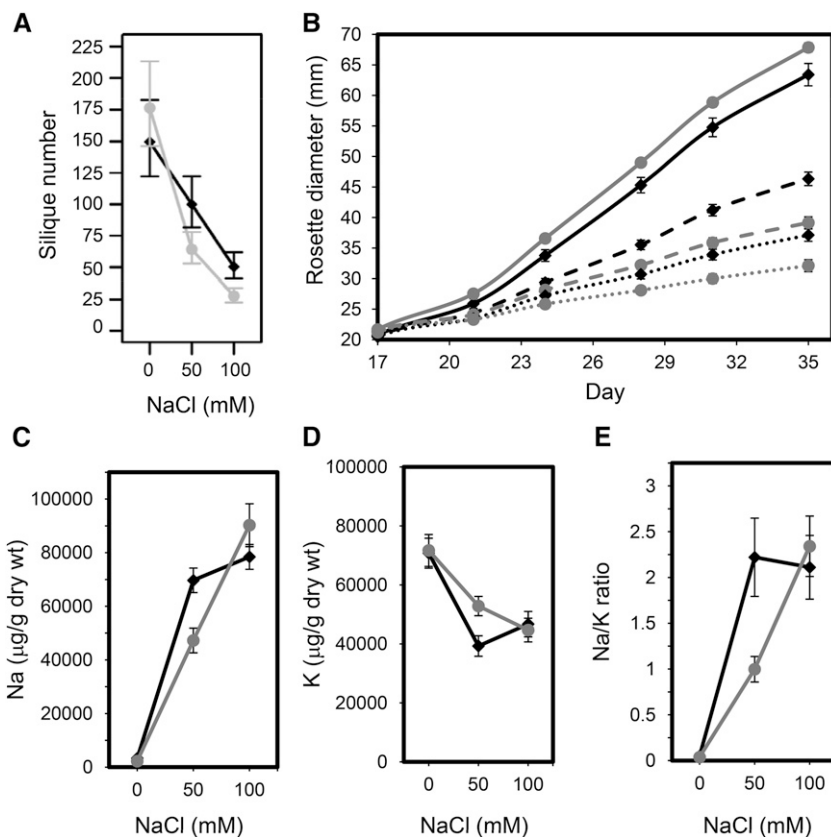 A
Silique number
225
200
175
150
125
100
75
50
25
0
0 50 100
NaCl (mM)
B
Rosette diameter (mm)
70
65
60
55
50
45
40
35
30
25
20
17 20 23 26 29 32 35
Day
C
Na (µg/g dry wt)
100000
80000
60000
40000
20000
0
0 50 100
NaCl (mM)
D
K (µg/g dry wt)
100000
80000
60000
40000
20000
0
0 50 100
NaCl (mM)
E
Na/K ratio
3
2.5
2
1.5
1
0.5
0
0 50 100
NaCl (mM)